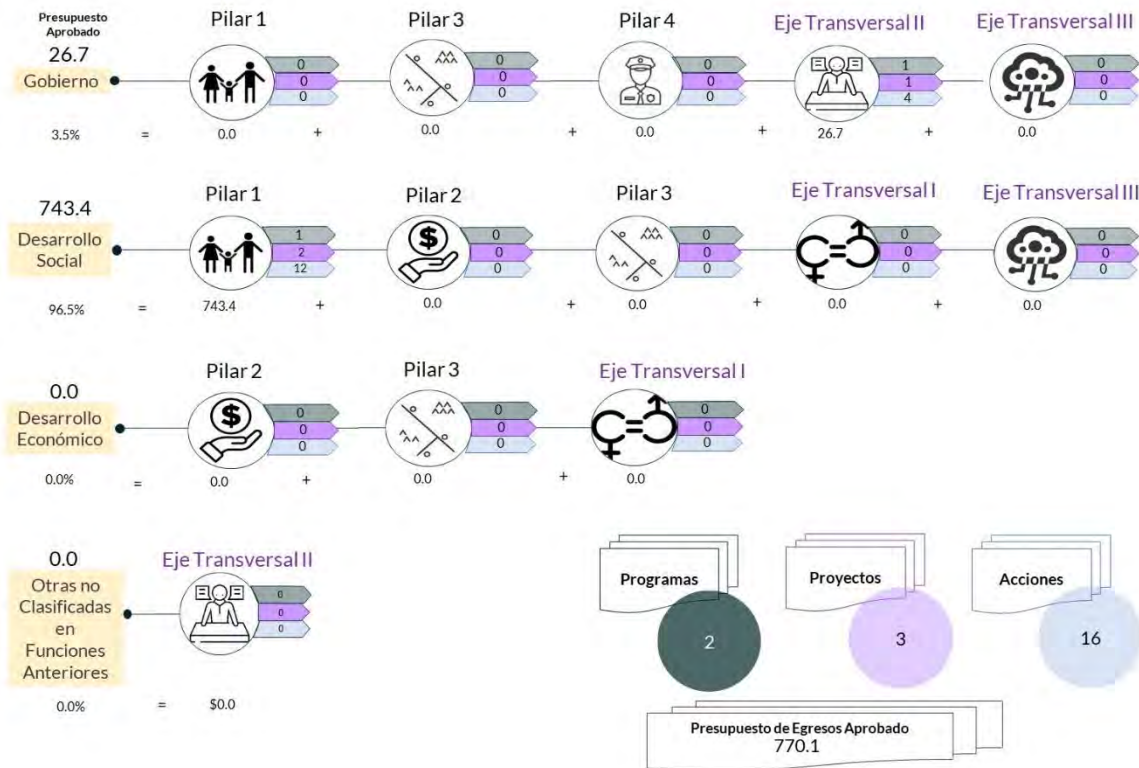 Presupuesto
Aprobado
26.7
Gobierno
Pilar 1
0
0
0
Pilar 3
0
0
0
Pilar 4
0
0
0
Eje Transversal II
1
1
4
Eje Transversal III
0
0
0
3.5% = 0.0 + 0.0 + 0.0 + 26.7 + 0.0
743.4
Desarrollo
Social
Pilar 1
1
2
12
Pilar 2
$
0
0
0
Pilar 3
0
0
0
Eje Transversal I
0
0
0
Eje Transversal III
0
0
0
96.5% = 743.4 + 0.0 + 0.0 + 0.0 + 0.0
0.0
Desarrollo
Económico
Pilar 2
$
0
0
0
Pilar 3
0
0
0
Eje Transversal I
0
0
0
0.0% = 0.0 + 0.0 + 0.0
0.0
Otras no
Clasificadas
en
Funciones
Anteriores
Eje Transversal II
0
0
0
0.0% = $0.0
Programas
2
Proyectos
3
Acciones
16
Presupuesto de Egresos Aprobado
770.1